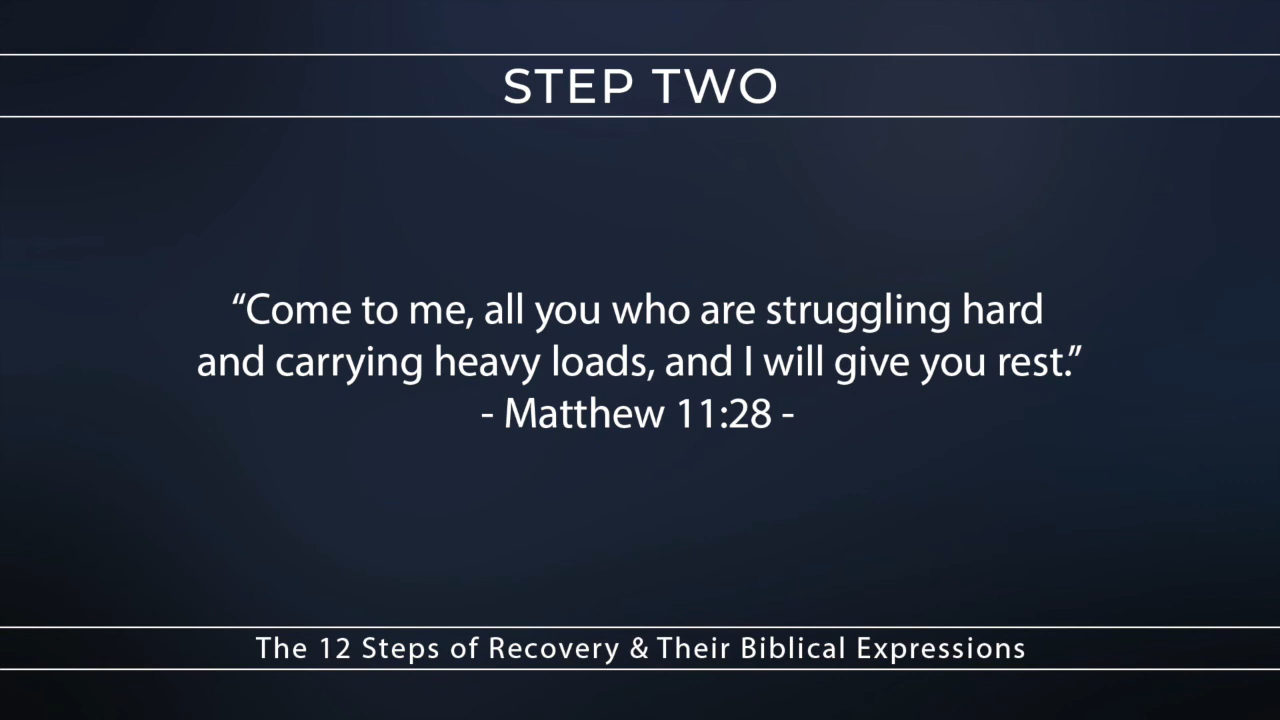 STEP TWO
“Come to me, all you who are struggling hard
and carrying heavy loads, and I will give you rest.”
- Matthew 11:28 -
The 12 Steps of Recovery & Their Biblical Expressions